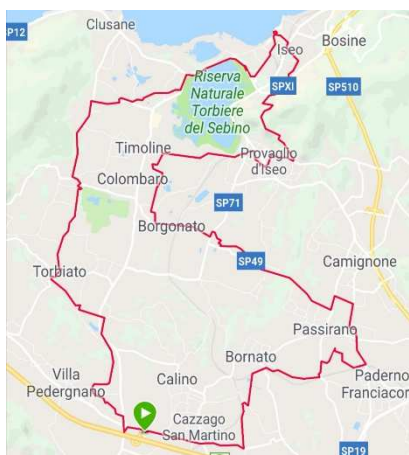 Clusane
P12
Iseo
Bosine
Riserva
Naturale
Torbiere
del Sebino
SPXI
SP510
Timoline
Provaglio
d'Iseo
Colombaro
SP71
Borgonato
SP49
Camignone
Torbiato
Passirano
Bornato
Villa
Pedergnano
Calino
Paderno
Franciacor
Cazzago
San Martino
SP19